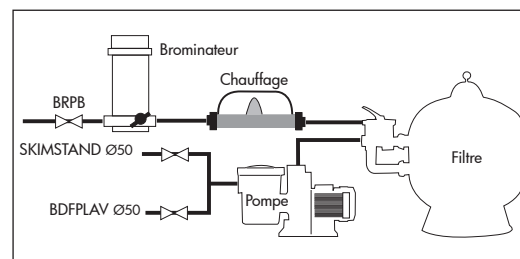 Brominateur
Chauffage
BRPB
SKIMSTAND Ø50
Filtre
Pompe
BDFPLAV Ø50